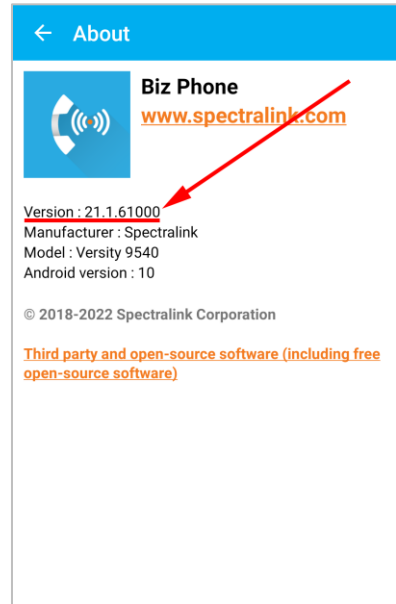 About
Biz Phone
www.spectralink.com
Version : 21.1.61000
Manufacturer : Spectralink
Model : Versity 9540
Android version : 10
© 2018-2022 Spectralink Corporation
Third party and open-source software (including free
open-source software)